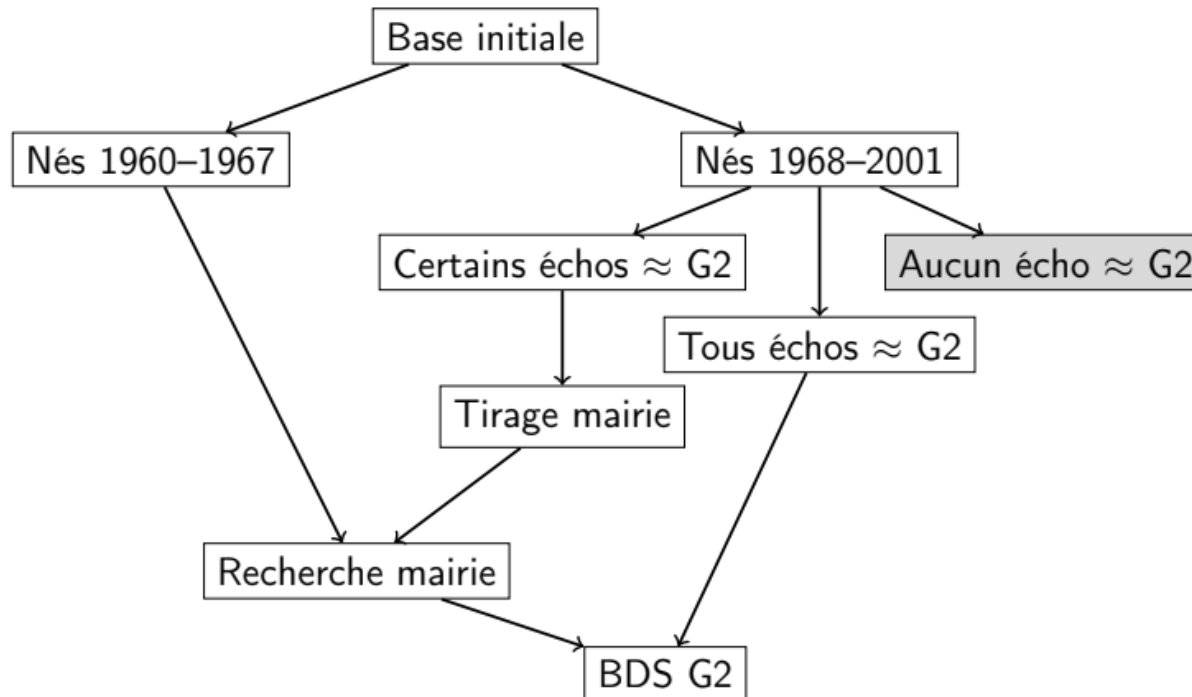 Base initiale
Nés 1960–1967
Nés 1968–2001
Certains échos ≈ G2
Aucun écho ≈ G2
Tous échos ≈ G2
Tirage mairie
Recherche mairie
BDS G2